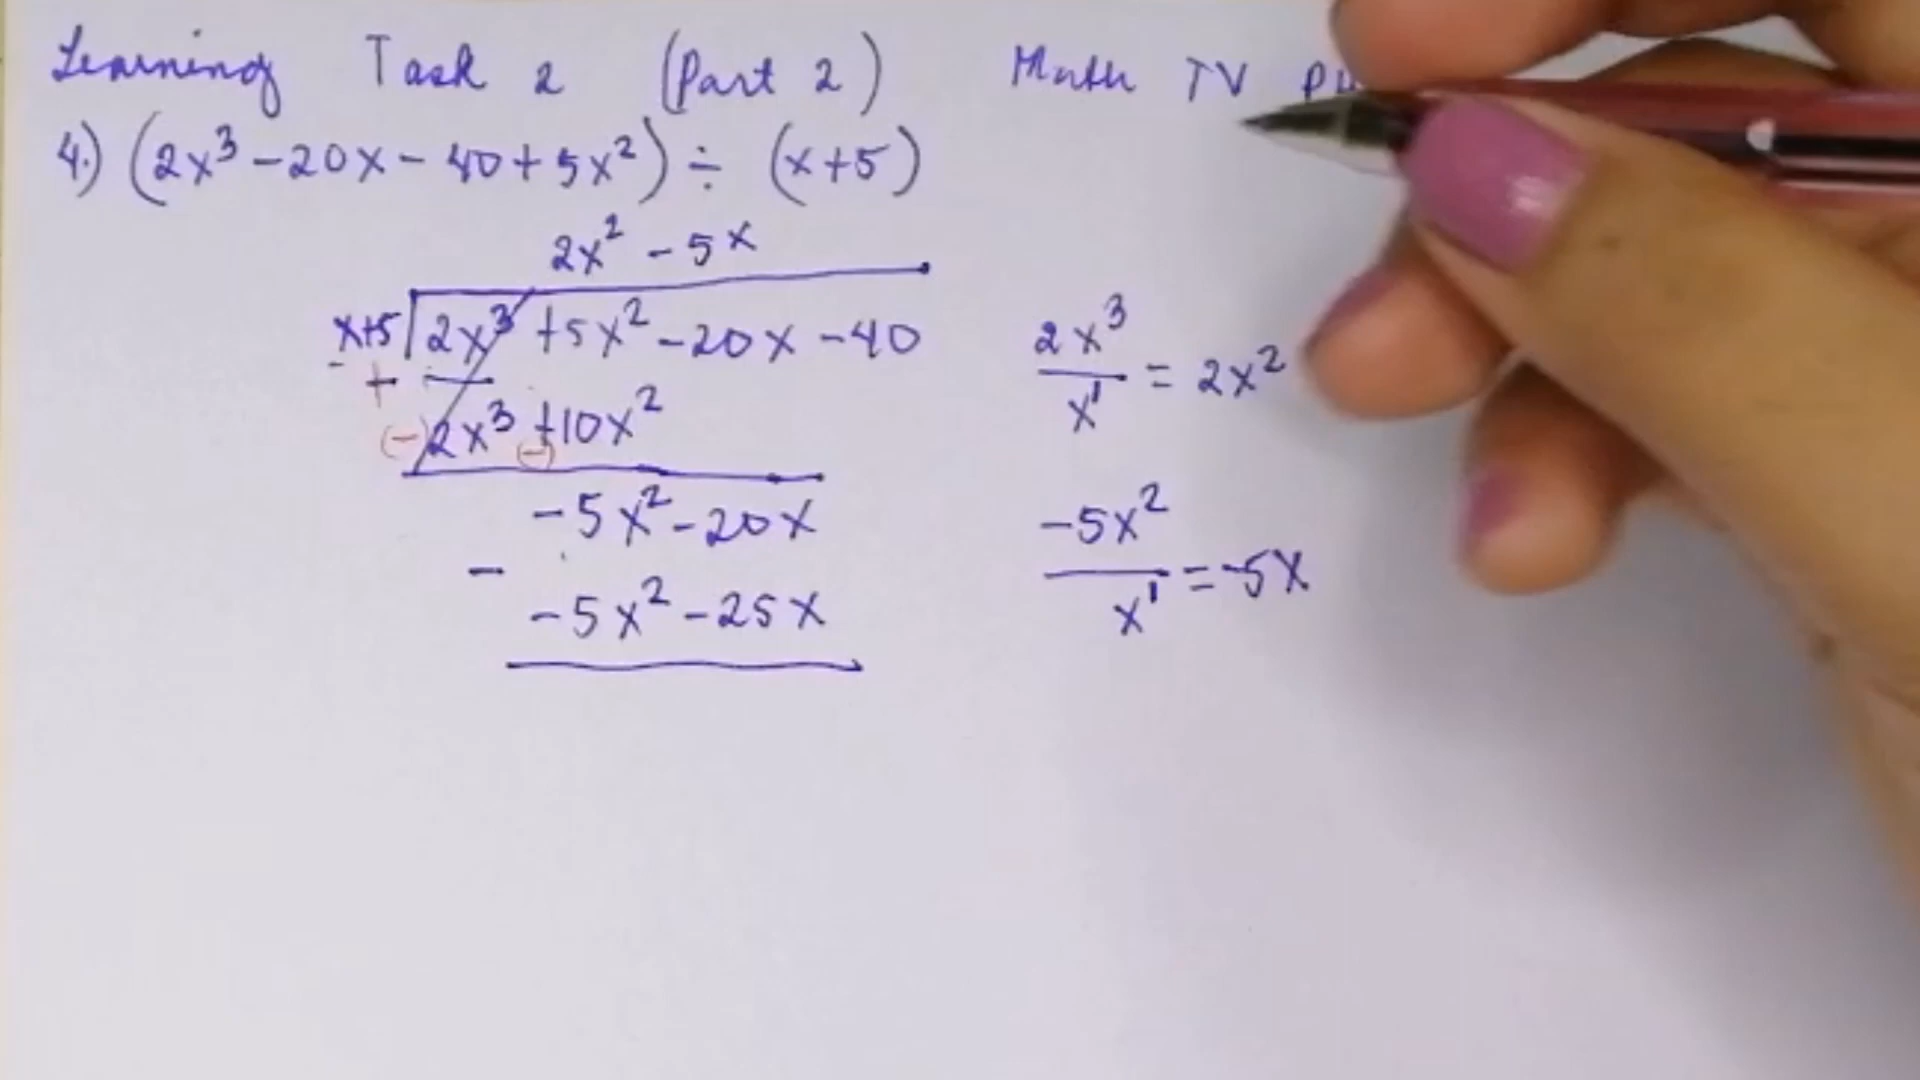 Learning Task 2 (Part 2) Math TV
4.) (2x³ - 20x - 40 + 5x²) ÷ (x+5)
2x² - 5x
x+5 2x³ + 5x² - 20x - 40
(-)2x³ (-)+10x²
-5x² - 20x
- -5x² - 25x
2x³/x¹ = 2x²
-5x²/x¹ = -5x